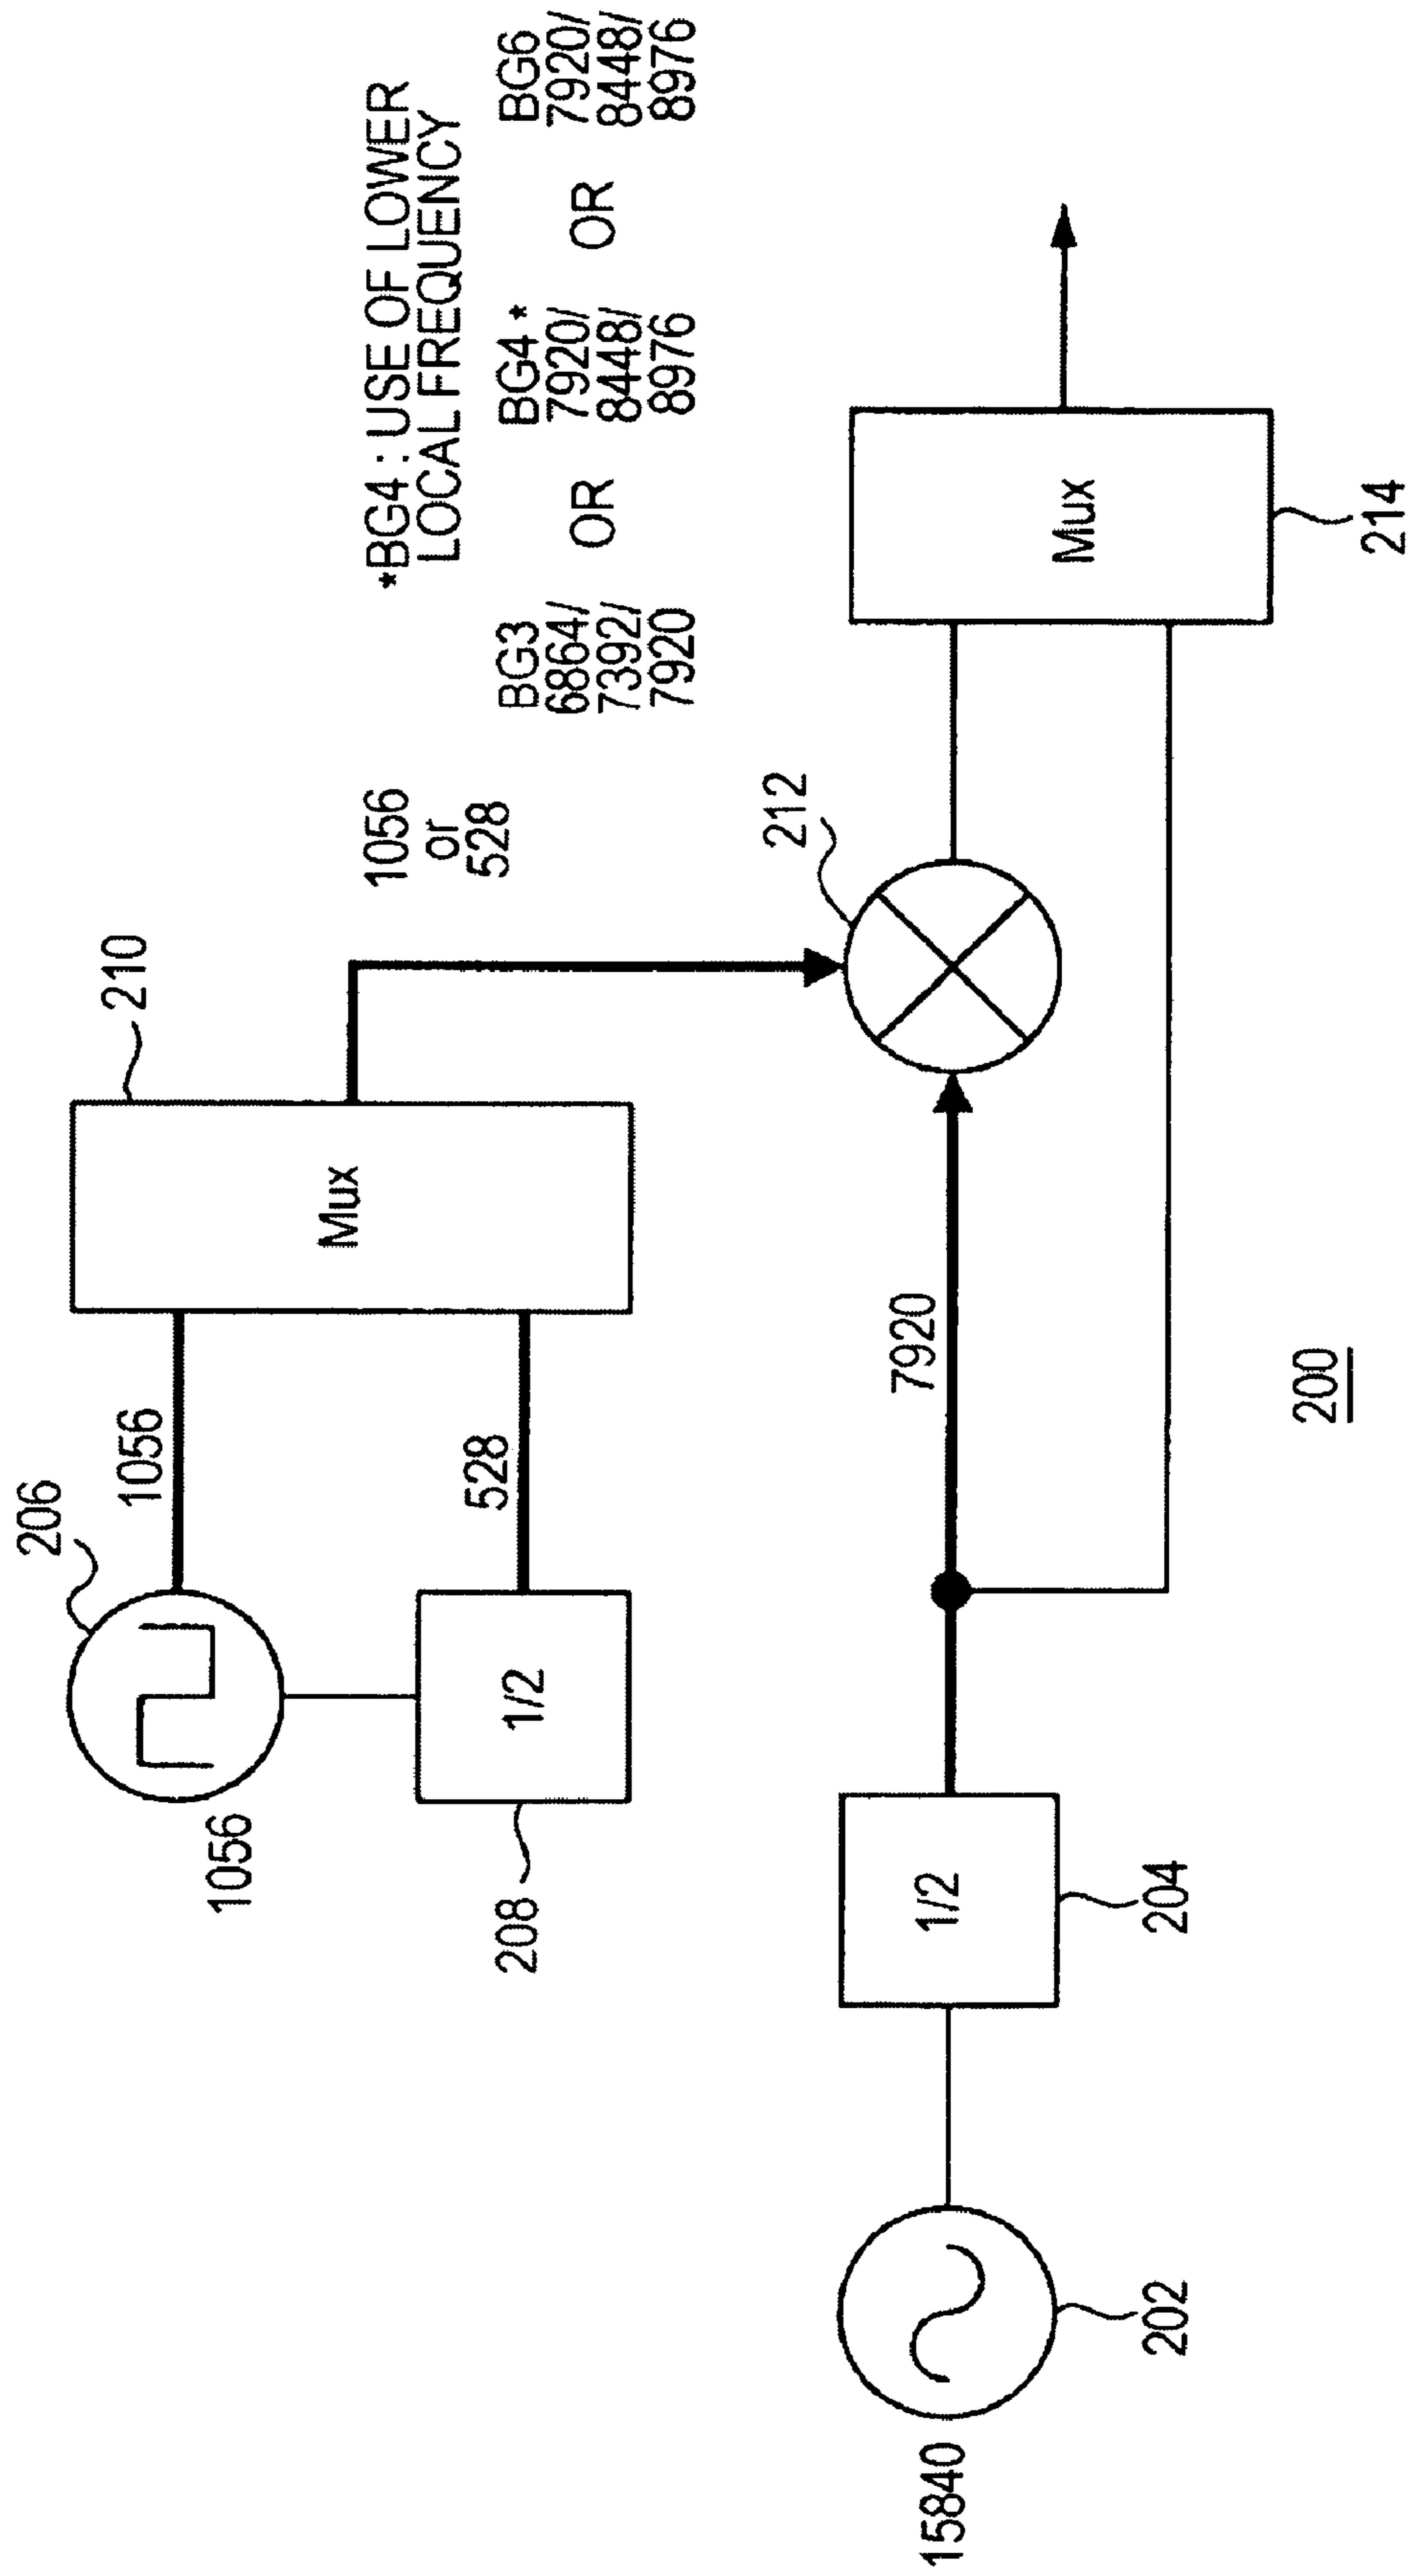 *BG4 : USE OF LOWER
LOCAL FREQUENCY
BG3
6864/
7392/
7920
OR
BG4 *
7920/
8448/
8976
OR
BG6
7920/
8448/
8976
206
1056
1056
528
208
1/2
210
Mux
1056
or
528
15840
202
1/2
204
7920
212
Mux
214
200